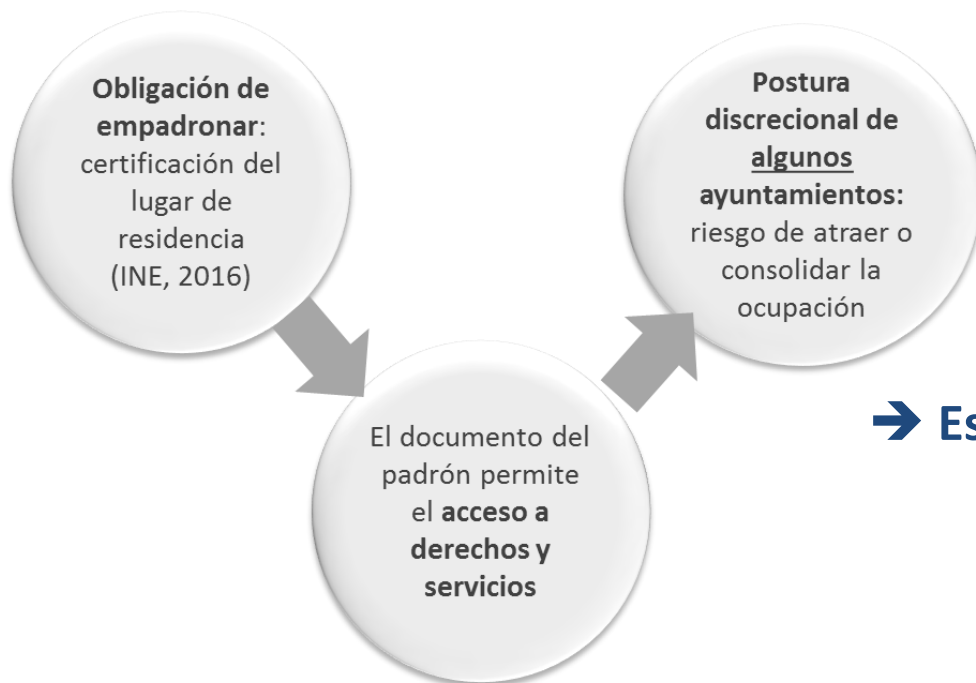 Obligación de
empadronar:
certificación del
lugar de
residencia
(INE, 2016)
El documento del
padrón permite
el acceso a
derechos y
servicios
Postura
discrecional de
algunos
ayuntamientos:
riesgo de atraer o
consolidar la
ocupación
➔ Es